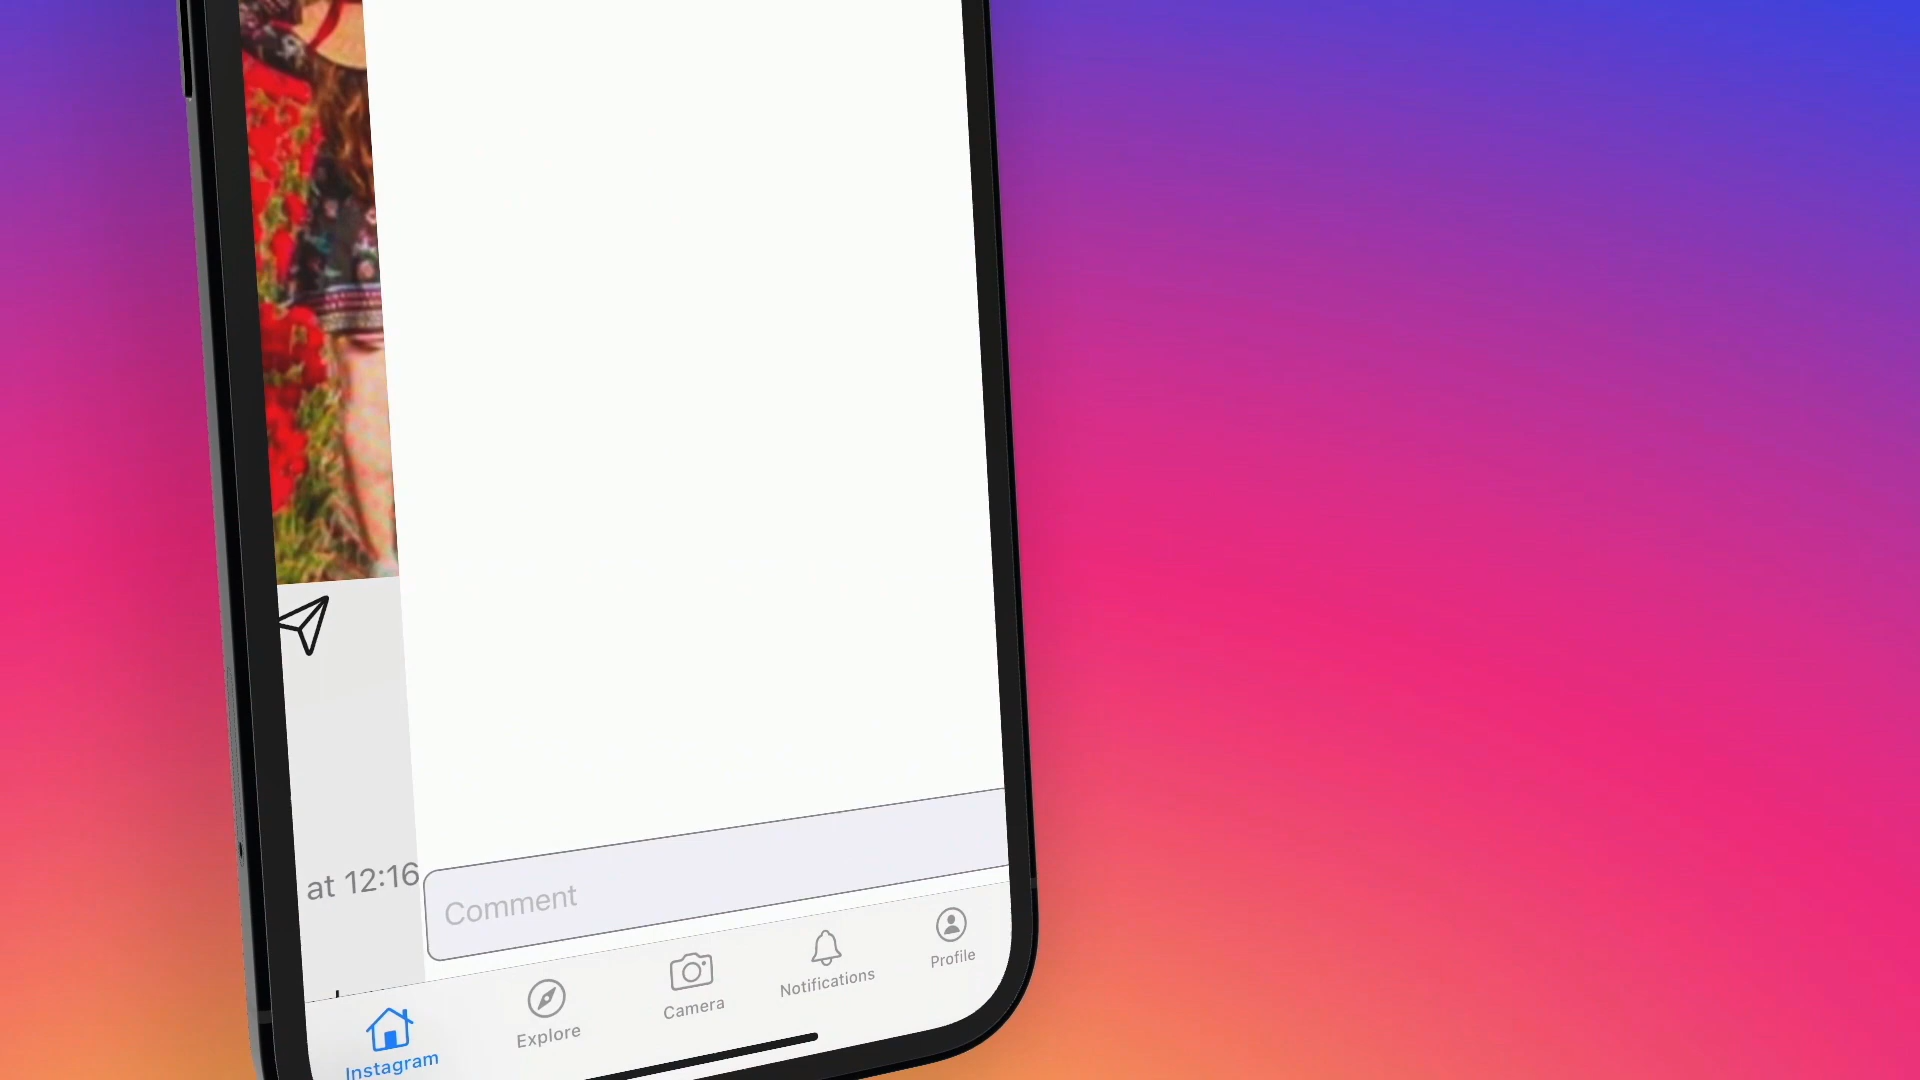 at 12:16
Comment
Instagram
Explore
Camera
Notifications
Profile